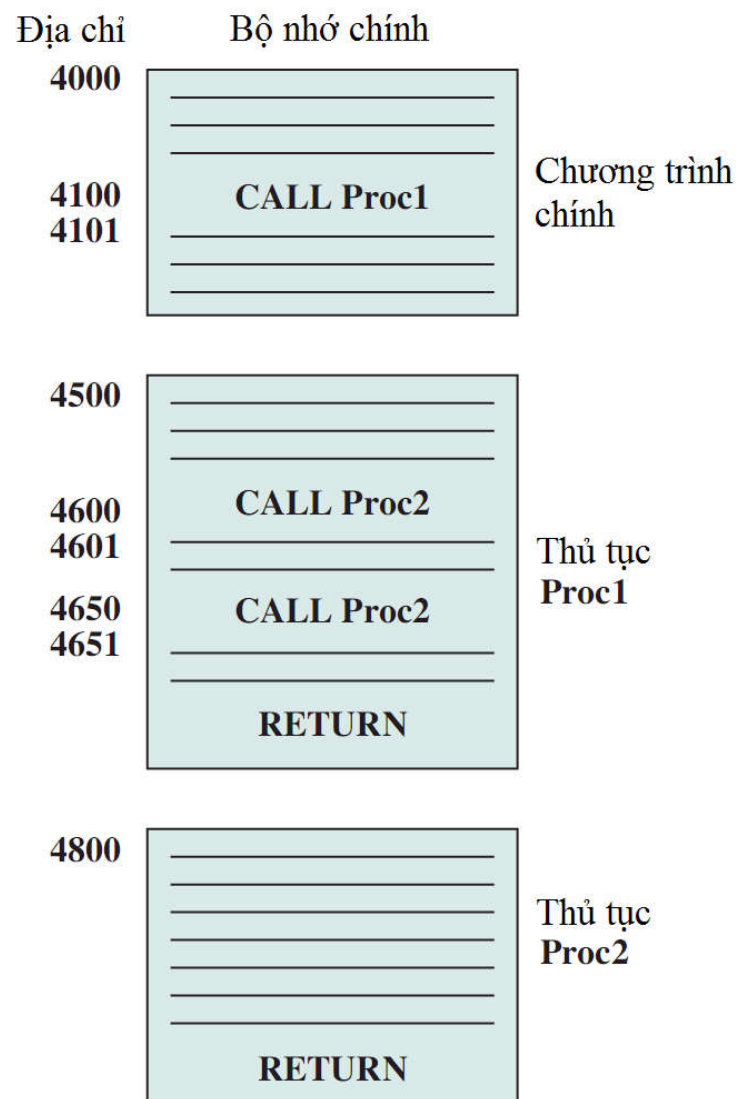 Địa chỉ Bộ nhớ chính
4000
4100 CALL Proc1
4101
Chương trình
chính
4500
4600 CALL Proc2
4601
4650 CALL Proc2
4651
RETURN
Thủ tục
Proc1
4800
Thủ tục
Proc2
RETURN